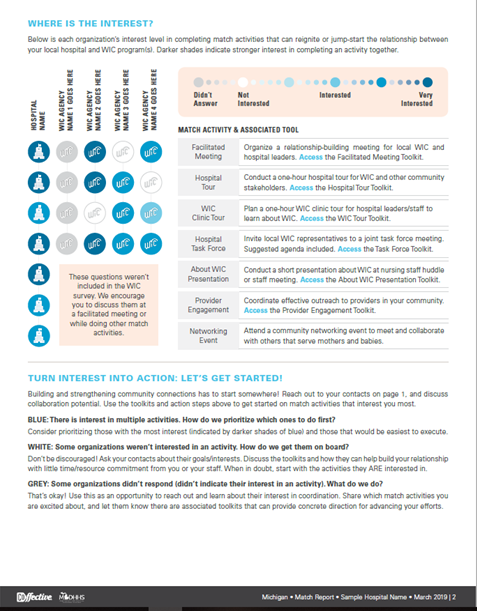 WHERE IS THE INTEREST?
Below is each organization's interest level in completing match activities that can reignite or jump-start the relationship between
your local hospital and WIC program(s). Darker shades indicate stronger interest in completing an activity together.
HOSPITAL
NAME
WIC AGENCY
NAME 1 GOES HERE
WIC AGENCY
NAME 2 GOES HERE
WIC AGENCY
NAME 3 GOES HERE
WIC AGENCY
NAME 4 GOES HERE
Didn't
Answer
Not
Interested
Interested
Very
Interested
MATCH ACTIVITY & ASSOCIATED TOOL
Facilitated
Meeting
Organize a relationship-building meeting for local WIC and
hospital leaders. Access the Facilitated Meeting Toolkit.
Hospital
Tour
Conduct a one-hour hospital tour for WIC and other community
stakeholders. Access the Hospital Tour Toolkit.
WIC
Clinic Tour
Plan a one-hour WIC clinic tour for hospital leaders/staff to
learn about WIC. Access the WIC Tour Toolkit.
Hospital
Task Force
Invite local WIC representatives to a joint task force meeting.
Suggested agenda included. Access the Task Force Toolkit.
About WIC
Presentation
Conduct a short presentation about WIC at nursing staff huddle
or staff meeting. Access the About WIC Presentation Toolkit.
Provider
Engagement
Coordinate effective outreach to providers in your community.
Access the Provider Engagement Toolkit.
Networking
Event
Attend a community networking event to meet and collaborate
with others that serve mothers and babies.
These questions weren't
included in the WIC
survey. We encourage
you to discuss them at
a facilitated meeting or
while doing other match
activities.
TURN INTEREST INTO ACTION: LET'S GET STARTED!
Building and strengthening community connections has to start somewhere! Reach out to your contacts on page 1, and discuss
collaboration potential. Use the toolkits and action steps above to get started on match activities that interest you most.
BLUE: There is interest in multiple activities. How do we prioritize which ones to do first?
Consider prioritizing those with the most interest (indicated by darker shades of blue) and those that would be easiest to execute.
WHITE: Some organizations weren't interested in an activity. How do we get them on board?
Don't be discouraged! Ask your contacts about their goals/interests. Discuss the toolkits and how they can help build your relationship
with little time/resource commitment from you or your staff. When in doubt, start with the activities they ARE interested in.
GREY: Some organizations didn't respond (didn't indicate their interest in an activity). What do we do?
That's okay! Use this as an opportunity to reach out and learn about their interest in coordination. Share which match activities you
are excited about, and let them know there are associated toolkits that can provide concrete direction for advancing your efforts.
MDHHS
Michigan • Match Report • Sample Hospital Name • March 2019 | 2